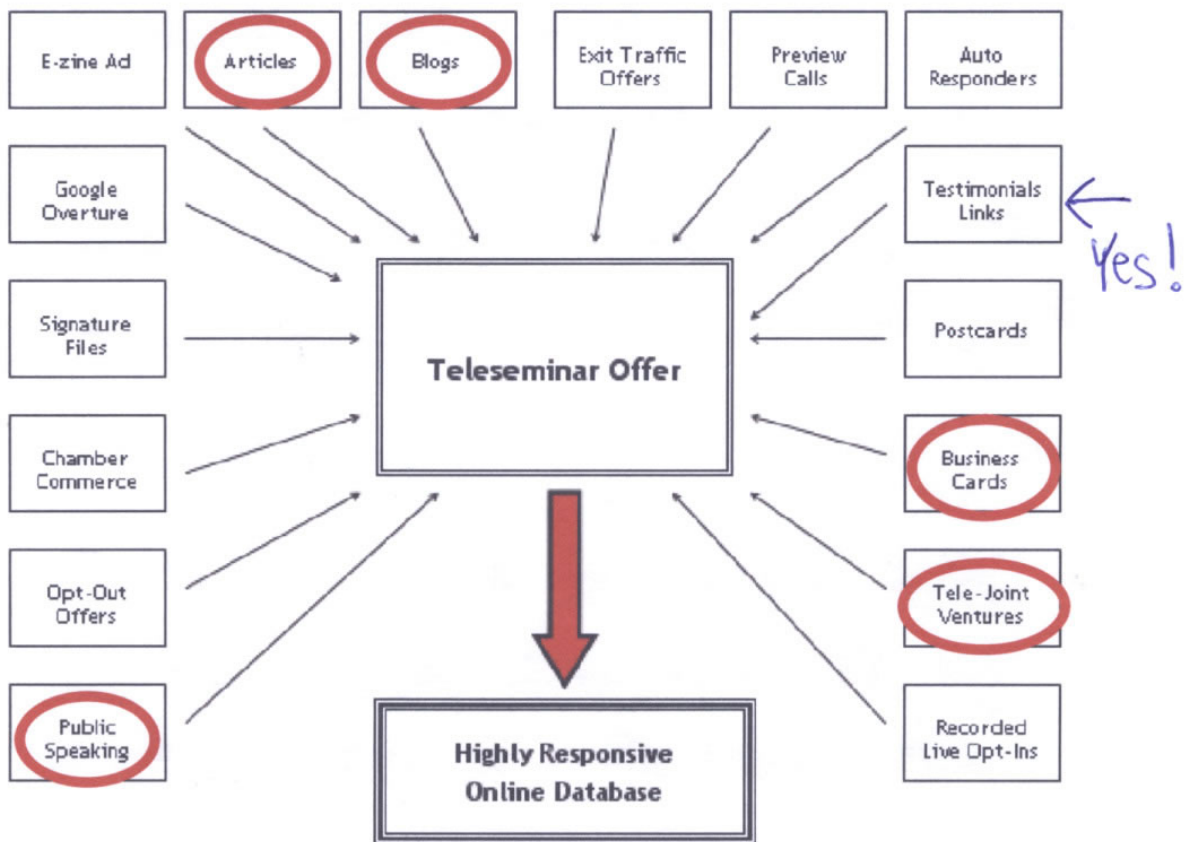 E-zine Ad
Articles
Blogs
Exit Traffic
Offers
Preview
Calls
Auto
Responders
Google
Overture
Testimonials
Links
Yes!
Signature
Files
Teleseminar Offer
Postcards
Chamber
Commerce
Business
Cards
Opt-Out
Offers
Tele-Joint
Ventures
Public
Speaking
Highly Responsive
Online Database
Recorded
Live Opt-Ins